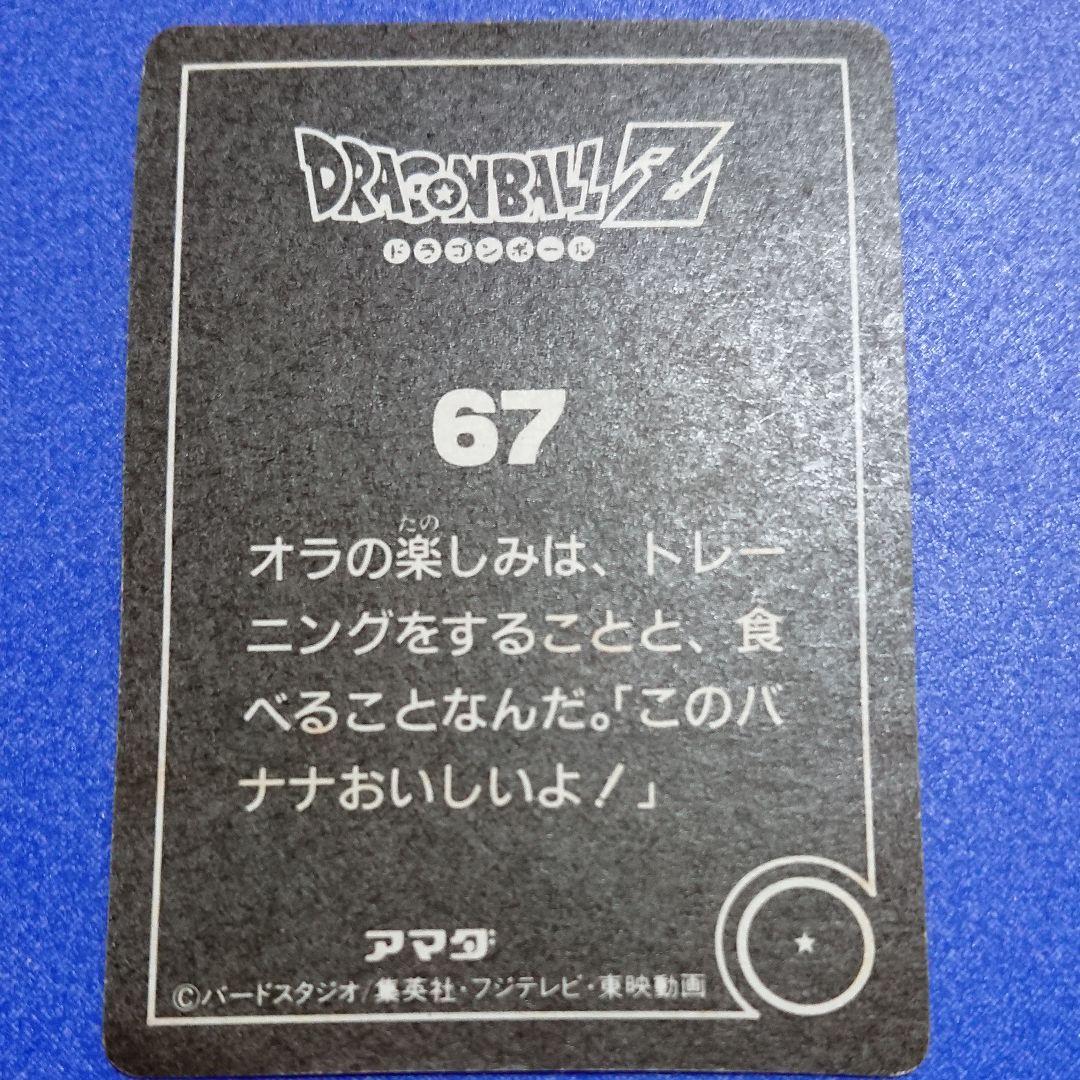 DRAGONBALL Z
ドラゴンボール
67
たの
オラの楽しみは、トレー
ニングをすることと、食
べることなんだ。「このバ
ナナおいしいよ！」
アマダ
©バードスタジオ/集英社・フジテレビ・東映動画